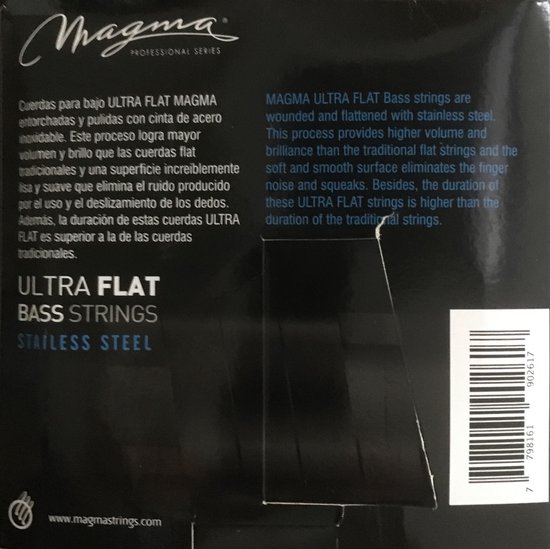 Magma®
PROFESSIONAL SERIES
Cuerdas para bajo ULTRA FLAT MAGMA
entorchadas y pulidas con cinta de acero
inoxidable. Este proceso logra mayor
volumen y brillo que las cuerdas flat
tradicionales y una superficie increiblemente
lisa y suave que elimina el ruido producido
por el uso y el deslizamiento de los dedos.
Además, la duración de estas cuerdas ULTRA
FLAT es superior a la de las cuerdas
tradicionales.
MAGMA ULTRA FLAT Bass strings are
wounded and flattened with stainless steel.
This process provides higher volume and
brilliance than the traditional flat strings and the
soft and smooth surface eliminates the finger
noise and squeaks. Besides, the duration of
these ULTRA FLAT strings is higher than the
duration of the traditional strings.
ULTRA FLAT
BASS STRINGS
STAILESS STEEL
7 798161 902617
www.magmastrings.com